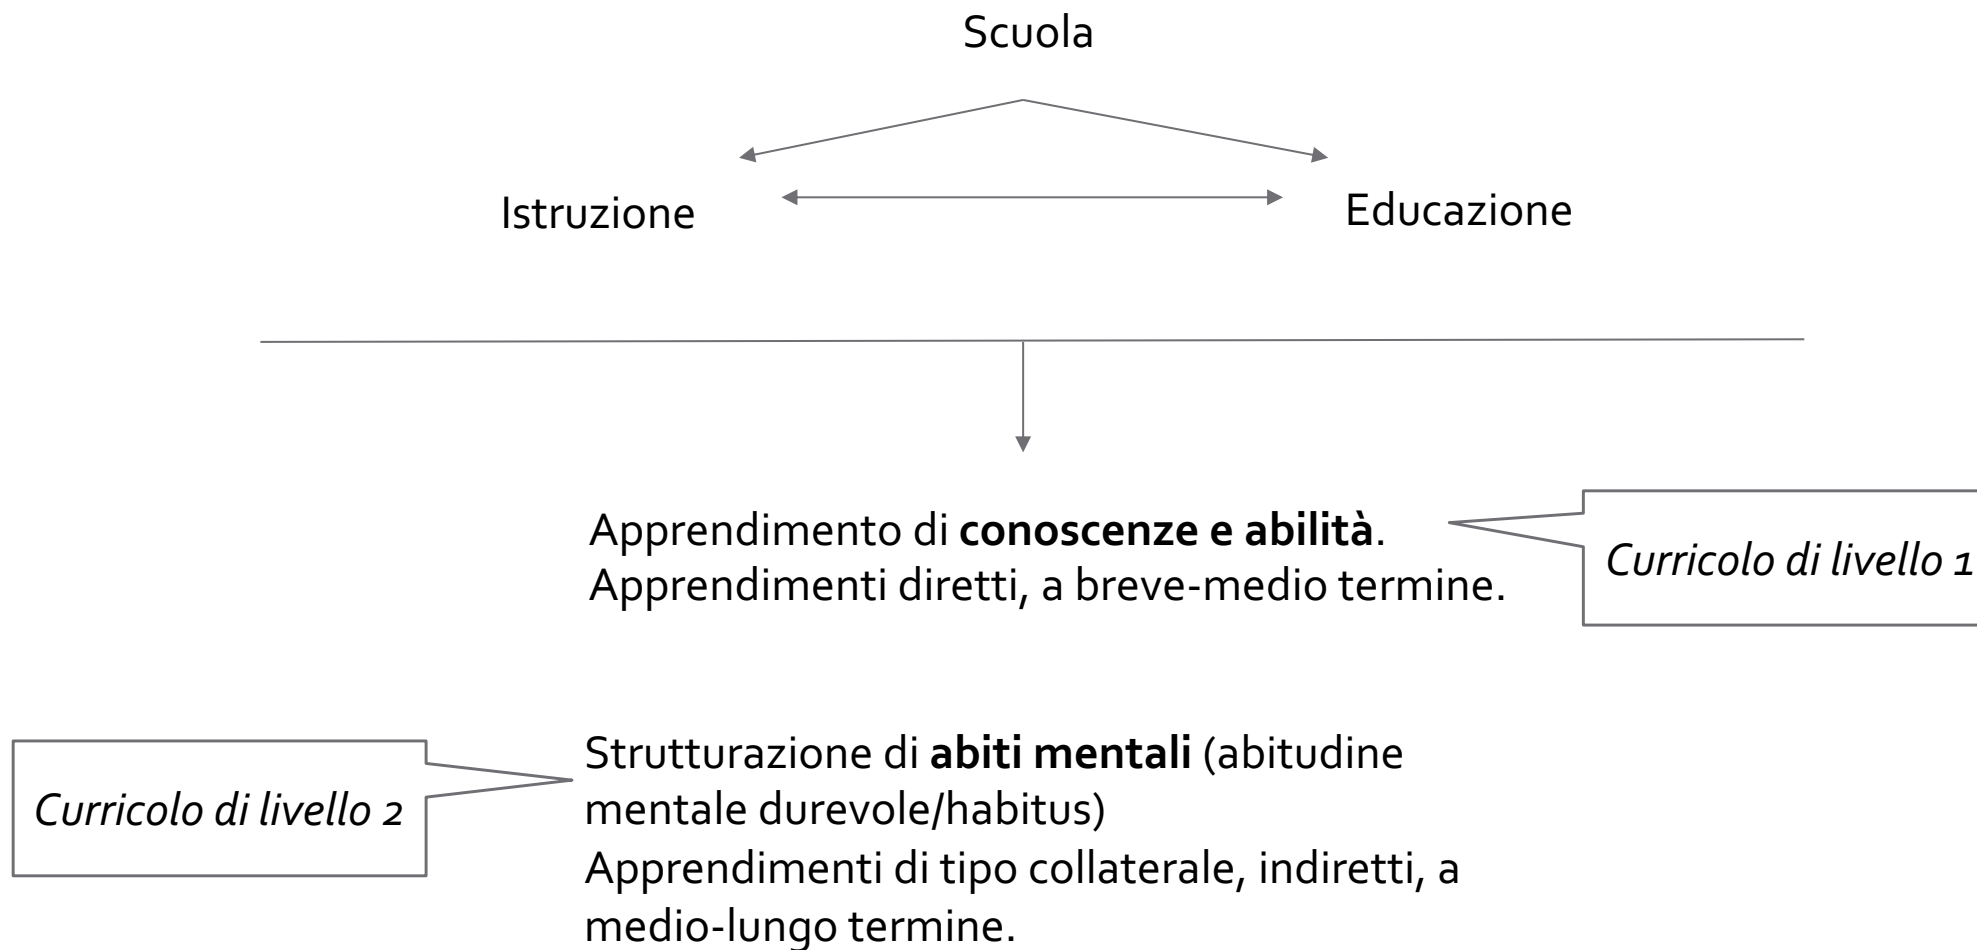 Scuola
Istruzione
Educazione
Apprendimento di conoscenze e abilità.
Apprendimenti diretti, a breve-medio termine.
Curricolo di livello 1
Strutturazione di abiti mentali (abitudine
mentale durevole/habitus)
Apprendimenti di tipo collaterale, indiretti, a
medio-lungo termine.
Curricolo di livello 2